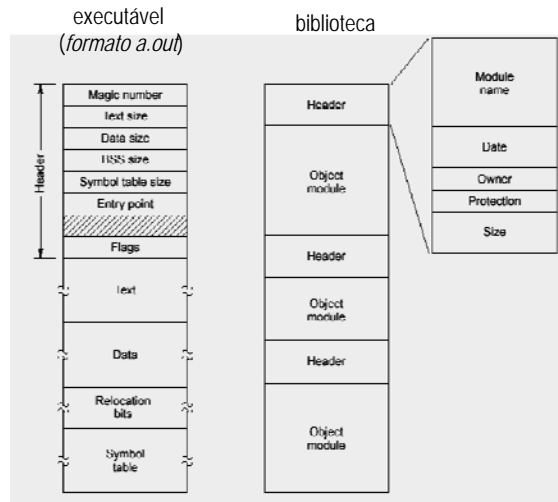 executável
(formato a.out)
biblioteca
Header
Magic number
Text size
Data size
BSS size
Symbol table size
Entry point
Flags
Text
Data
Relocation
bits
Symbol
table
Header
Object
module
Header
Object
module
Header
Object
module
Module
name
Date
Owner
Protection
Size